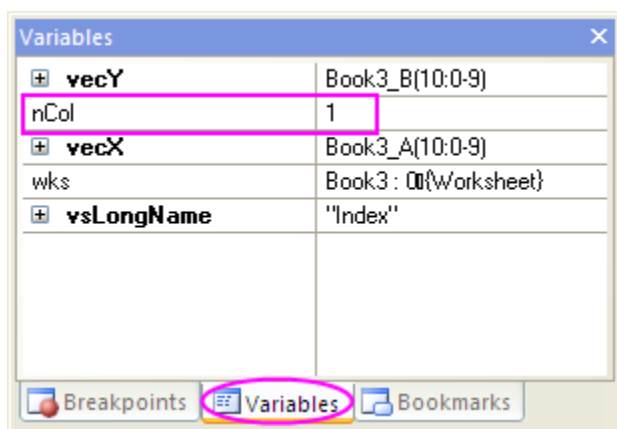 Variables
vecY Book3_B(10:0-9)
nCol 1
vecX Book3_A(10:0-9)
wks Book3 : {Worksheet}
vsLongName "Index"
Breakpoints Variables Bookmarks